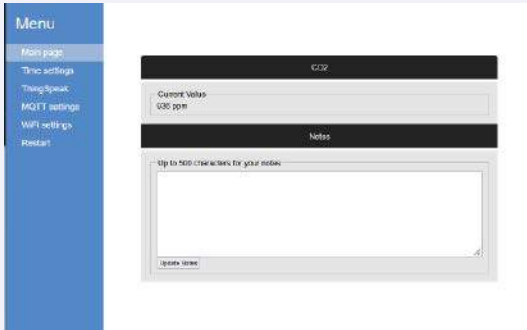 Menu
Main page
Time settings
ThingSpeak
MQTT settings
WiFi settings
Restart
CO2
Current Value
ppm
Notes
Up to 500 characters for your notes
Update Notes